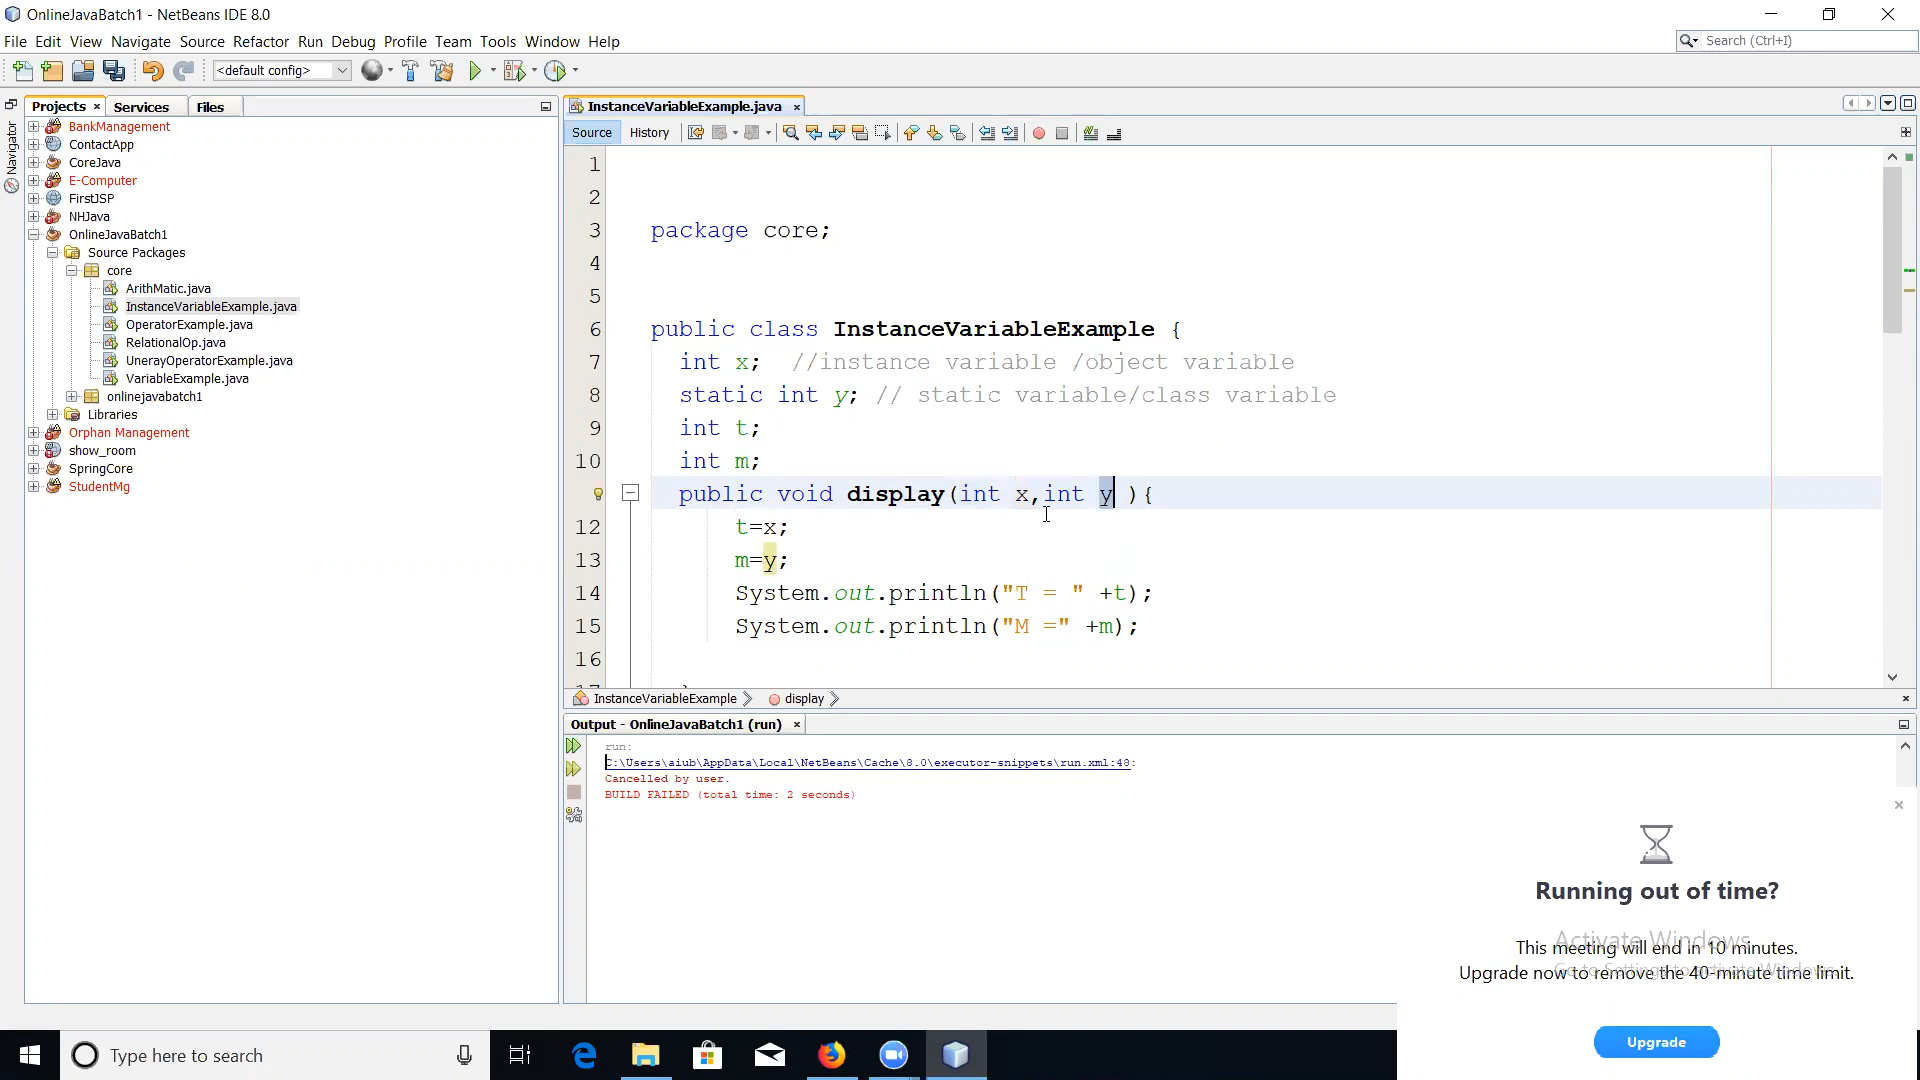 OnlineJavaBatch1 - NetBeans IDE 8.0
File Edit View Navigate Source Refactor Run Debug Profile Team Tools Window Help
Search (Ctrl+I)
<default config>
Projects
Services
Files
InstanceVariableExample.java
Navigator
Source
History
BankManagement
ContactApp
CoreJava
E-Computer
FirstJSP
NHJava
OnlineJavaBatch1
Source Packages
core
ArithMatic.java
InstanceVariableExample.java
OperatorExample.java
RelationalOp.java
UnerayOperatorExample.java
VariableExample.java
onlinejavabatch1
Libraries
Orphan Management
show_room
SpringCore
StudentMg
1
2
3 package core;
4
5
6 public class InstanceVariableExample {
7 int x; //instance variable /object variable
8 static int y; // static variable/class variable
9 int t;
10 int m;
public void display(int x,int y ){
12 t=x;
13 m=y;
14 System.out.println("T = " +t);
15 System.out.println("M =" +m);
16
InstanceVariableExample
display
Output - OnlineJavaBatch1 (run)
run:
C:\Users\aiub\AppData\Local\NetBeans\Cache\8.0\executor-snippets\run.xml:48:
Cancelled by user.
BUILD FAILED (total time: 2 seconds)
Running out of time?
Activate Windows
This meeting will end in 10 minutes.
Go to Settings to activate Windows.
Upgrade now to remove the 40-minute time limit.
Upgrade
Type here to search